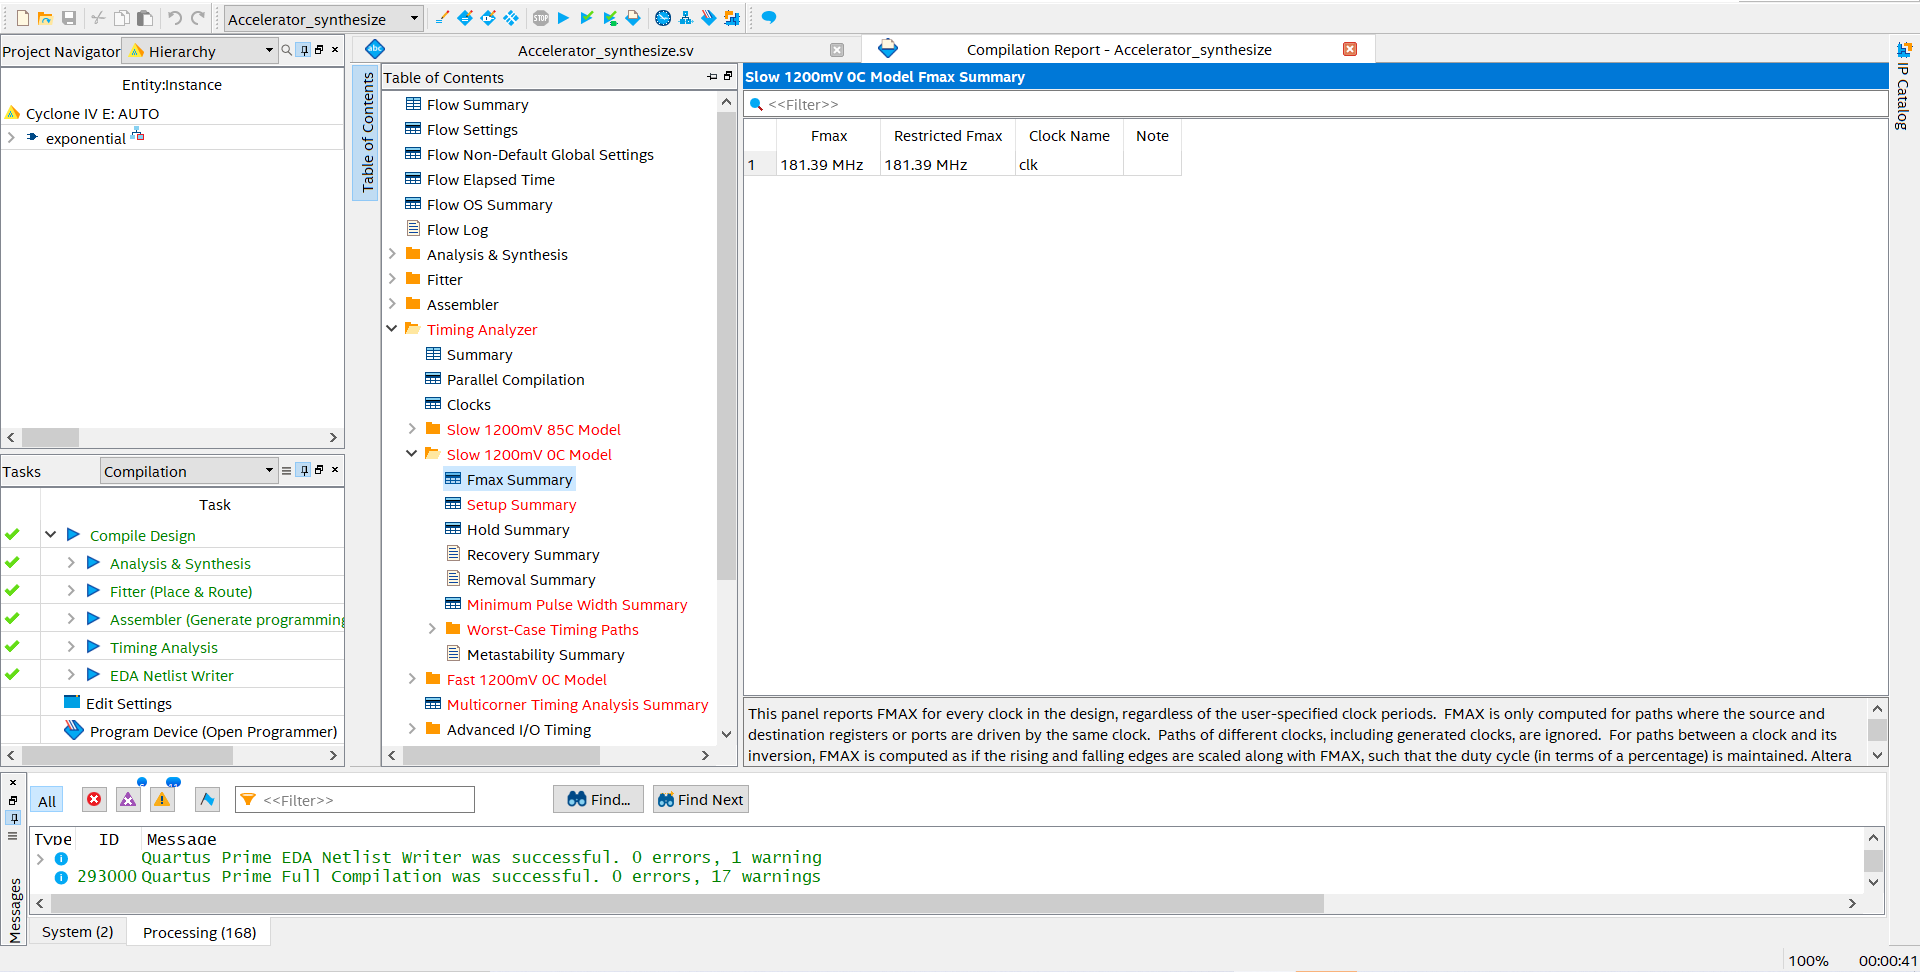 Accelerator_synthesize
Project Navigator
Hierarchy
Entity:Instance
Cyclone IV E: AUTO
exponential
Tasks
Compilation
Task
Compile Design
Analysis & Synthesis
Fitter (Place & Route)
Assembler (Generate programming
Timing Analysis
EDA Netlist Writer
Edit Settings
Program Device (Open Programmer)
abc
Accelerator_synthesize.sv
Compilation Report - Accelerator_synthesize
Table of Contents
Table of Contents
Flow Summary
Flow Settings
Flow Non-Default Global Settings
Flow Elapsed Time
Flow OS Summary
Flow Log
Analysis & Synthesis
Fitter
Assembler
Timing Analyzer
Summary
Parallel Compilation
Clocks
Slow 1200mV 85C Model
Slow 1200mV 0C Model
Fmax Summary
Setup Summary
Hold Summary
Recovery Summary
Removal Summary
Minimum Pulse Width Summary
Worst-Case Timing Paths
Metastability Summary
Fast 1200mV 0C Model
Multicorner Timing Analysis Summary
Advanced I/O Timing
Slow 1200mV 0C Model Fmax Summary
<<Filter>>
Fmax Restricted Fmax Clock Name Note
1 181.39 MHz 181.39 MHz clk
This panel reports FMAX for every clock in the design, regardless of the user-specified clock periods. FMAX is only computed for paths where the source and
destination registers or ports are driven by the same clock. Paths of different clocks, including generated clocks, are ignored. For paths between a clock and its
inversion, FMAX is computed as if the rising and falling edges are scaled along with FMAX, such that the duty cycle (in terms of a percentage) is maintained. Altera
IP Catalog
All
<<Filter>>
Find...
Find Next
Type ID Message
Quartus Prime EDA Netlist Writer was successful. 0 errors, 1 warning
293000 Quartus Prime Full Compilation was successful. 0 errors, 17 warnings
Messages
System (2)
Processing (168)
100% 00:00:41